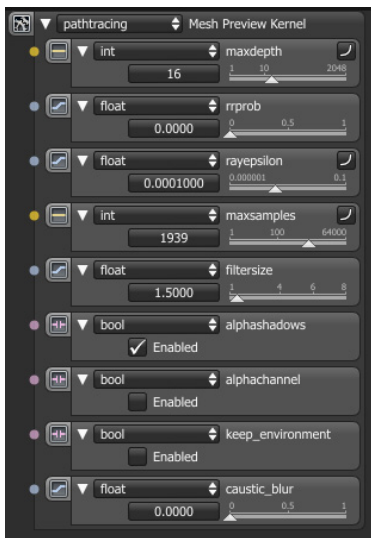 pathtracing Mesh Preview Kernel
int maxdepth
16 1 10 2048
float rrprob
0.0000 0 0.5 1
float rayepsilon
0.0001000 0.000001 0.1
int maxsamples
1939 1 100 64000
float filtersize
1.5000 1 4 6 8
bool alphashadows
Enabled
bool alphachannel
Enabled
bool keep_environment
Enabled
float caustic_blur
0.0000 0 0.5 1